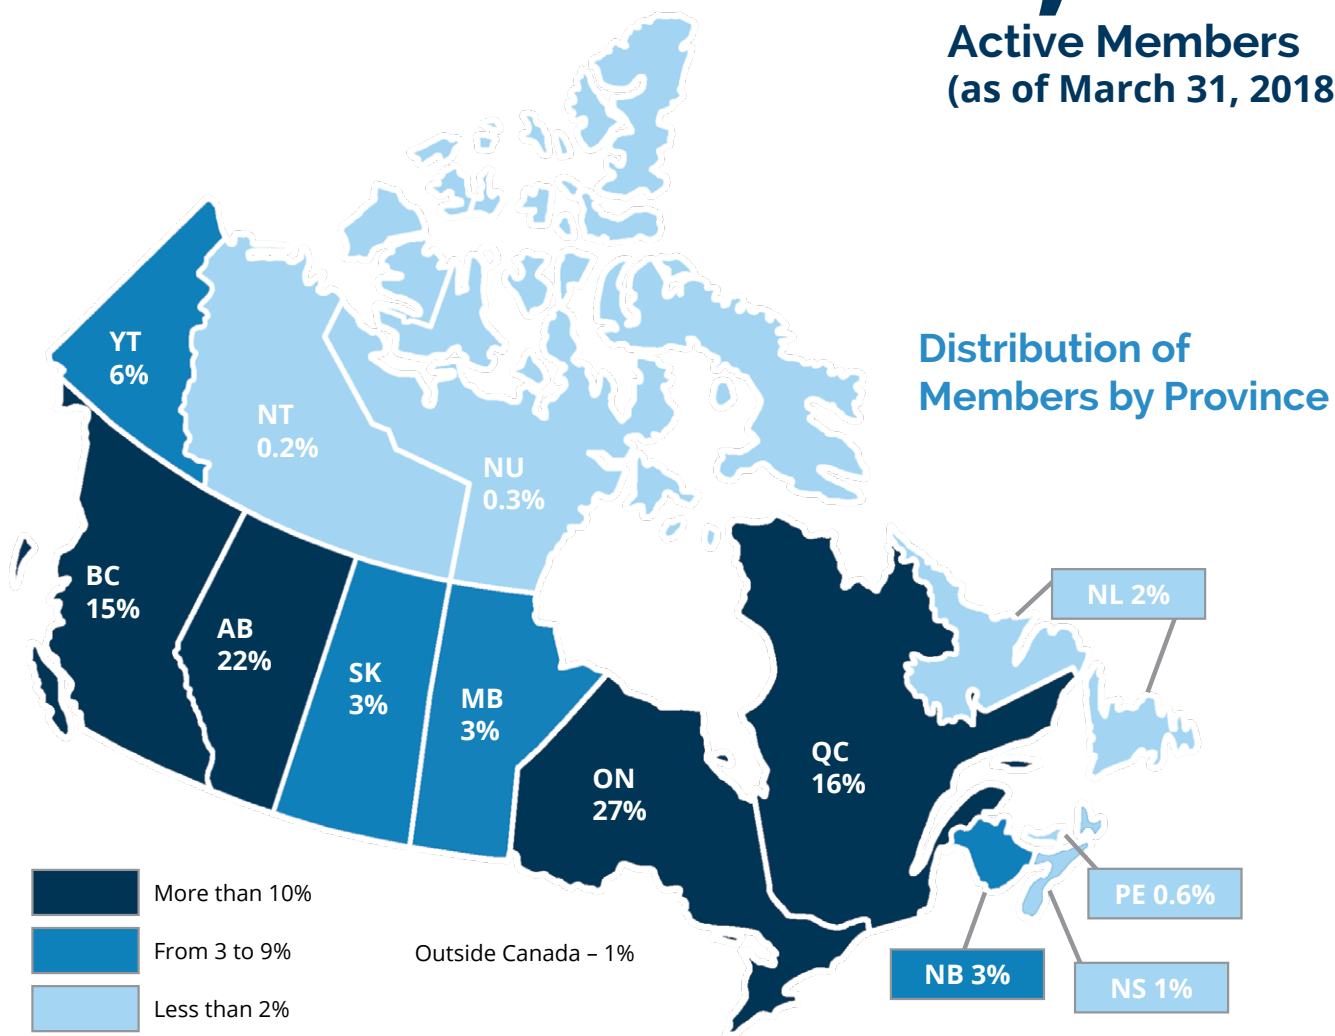 Active Members
(as of March 31, 2018
Distribution of
Members by Province
YT
6%
NT
0.2%
NU
0.3%
BC
15%
AB
22%
SK
3%
MB
3%
ON
27%
QC
16%
NL 2%
PE 0.6%
NB 3%
NS 1%
More than 10%
From 3 to 9%
Less than 2%
Outside Canada – 1%